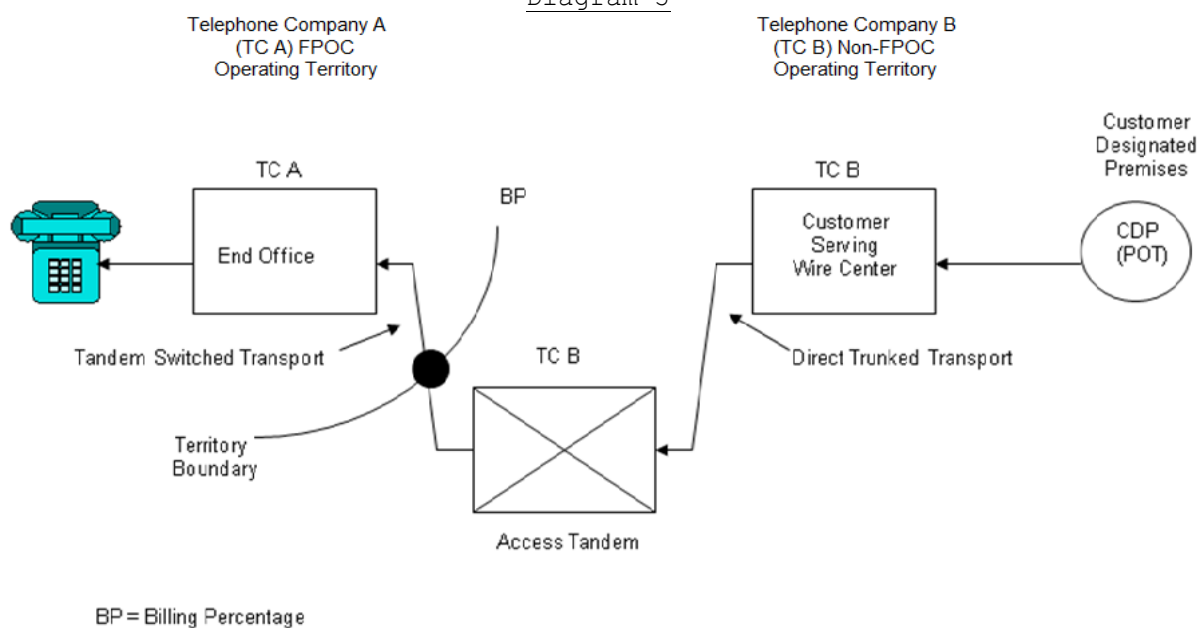 Telephone Company A
(TC A) FPOC
Operating Territory
Telephone Company B
(TC B) Non-FPOC
Operating Territory
Customer
Designated
Premises
TC A
BP
TC B
End Office
Customer
Serving
Wire Center
CDP
(POT)
Tandem Switched Transport
TC B
Direct Trunked Transport
Territory
Boundary
Access Tandem
BP = Billing Percentage